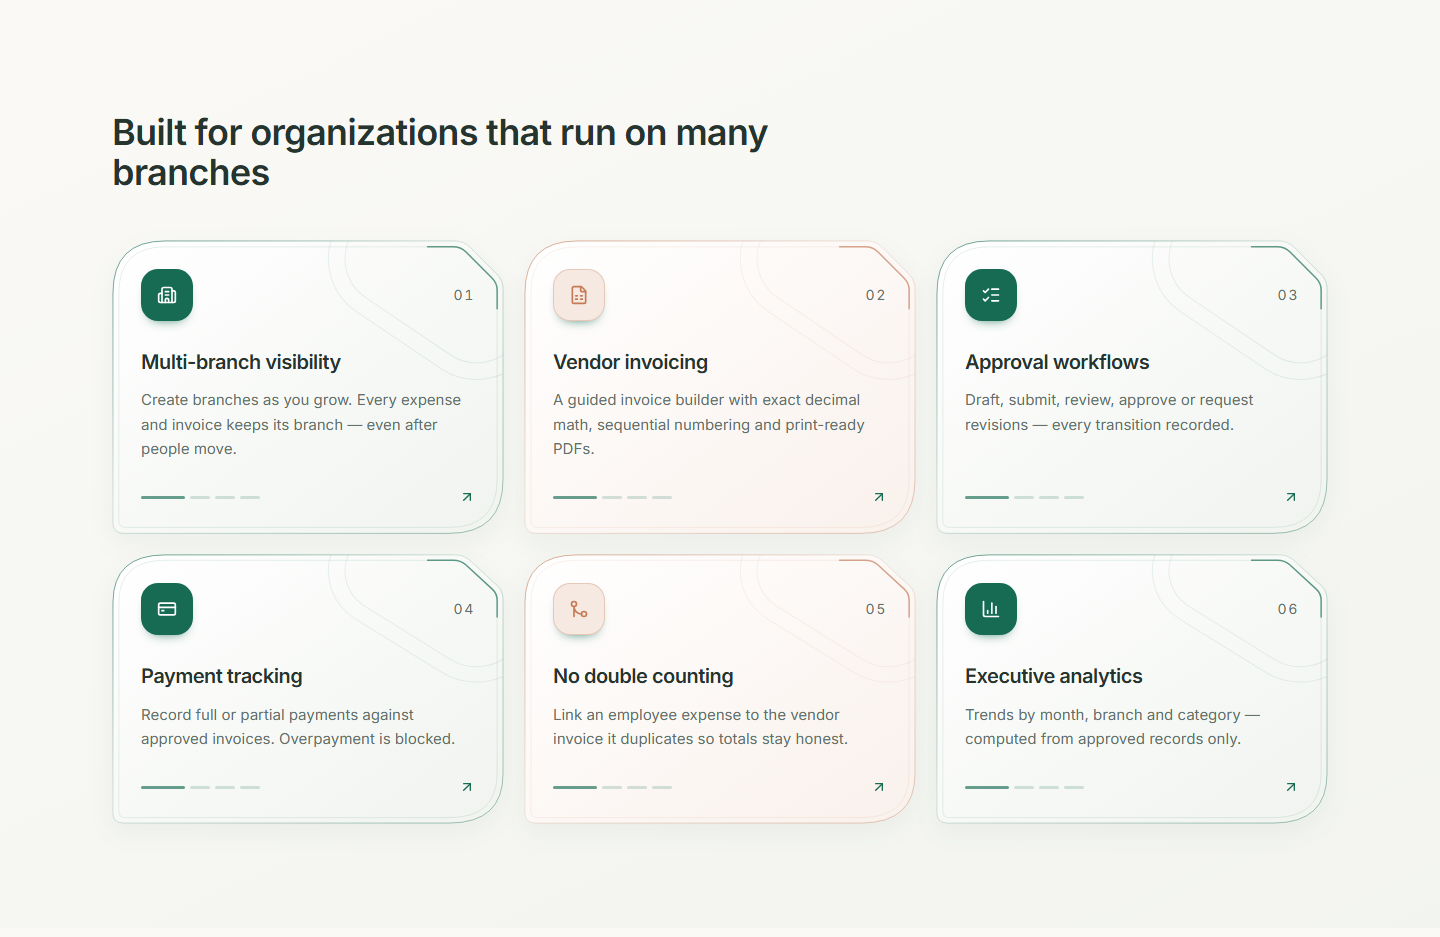 Built for organizations that run on many
branches
01
Multi-branch visibility
Create branches as you grow. Every expense
and invoice keeps its branch — even after
people move.
02
Vendor invoicing
A guided invoice builder with exact decimal
math, sequential numbering and print-ready
PDFs.
03
Approval workflows
Draft, submit, review, approve or request
revisions — every transition recorded.
04
Payment tracking
Record full or partial payments against
approved invoices. Overpayment is blocked.
05
No double counting
Link an employee expense to the vendor
invoice it duplicates so totals stay honest.
06
Executive analytics
Trends by month, branch and category —
computed from approved records only.